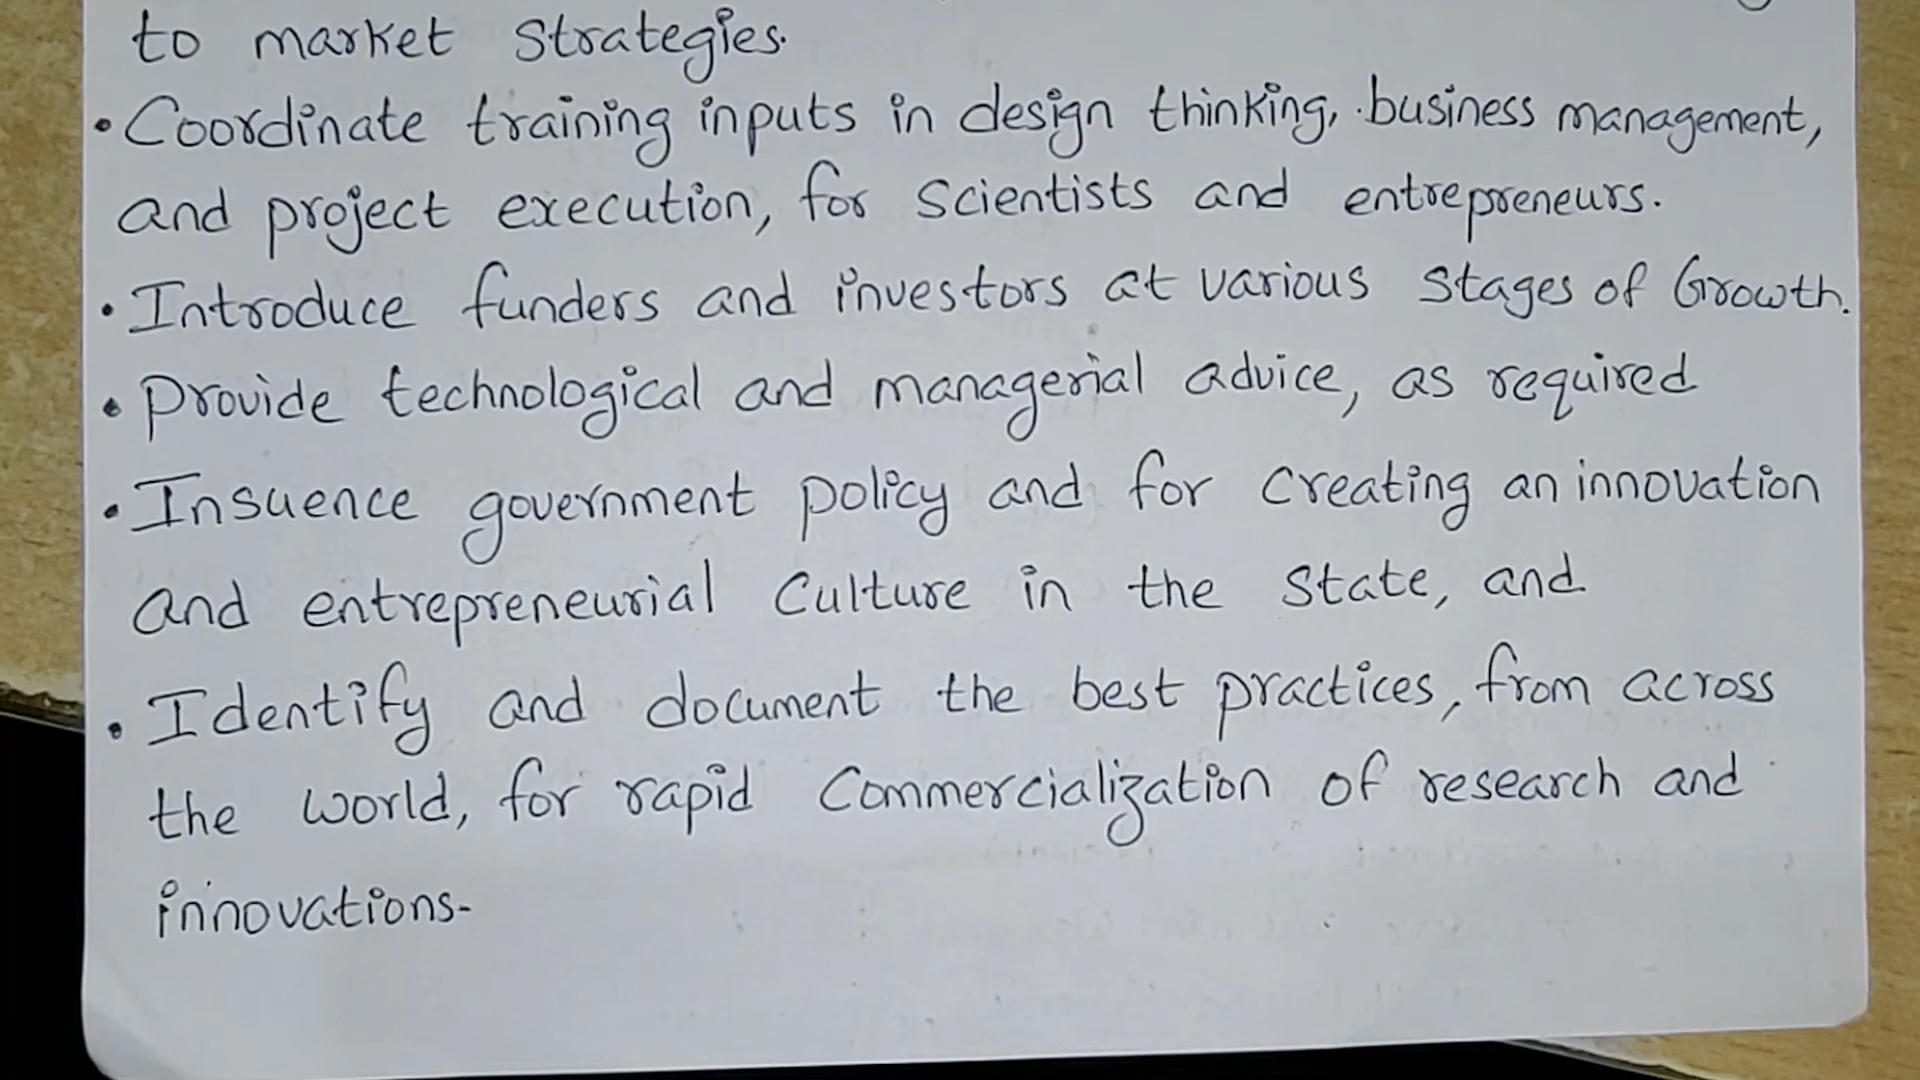 to market strategies.
• Coordinate training inputs in design thinking, business management,
and project execution, for scientists and entrepreneurs.
• Introduce funders and investors at various stages of Growth.
• Provide technological and managerial advice, as required
• Insuence government policy and for creating an innovation
and entrepreneurial culture in the state, and
• Identify and document the best practices, from across
the world, for rapid commercialization of research and
innovations-